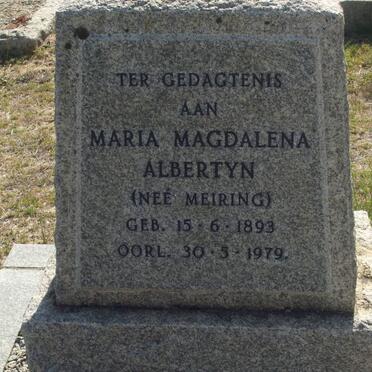 TER GEDAGTENIS
AAN
MARIA MAGDALENA
ALBERTYN
(NEÉ MEIRING)
GEB. 15·6·1893
OORL. 30·5·1979.